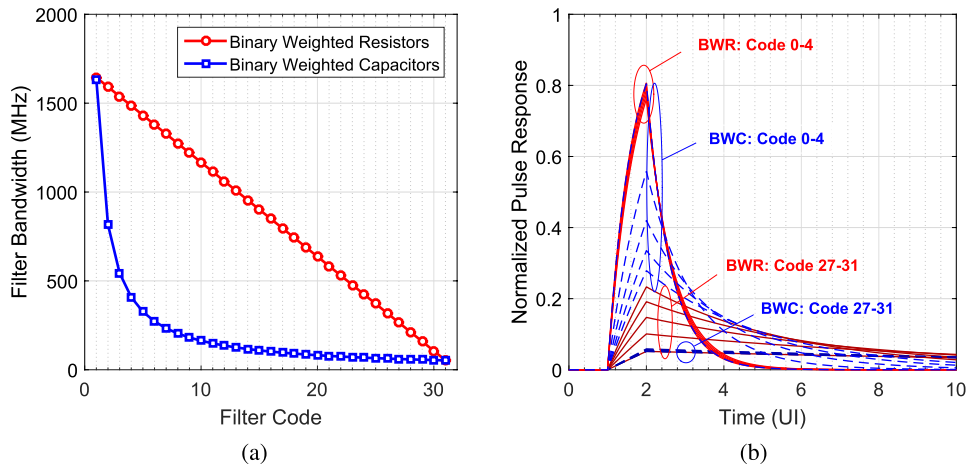 2000
1500
1000
500
0
Filter Bandwidth (MHz)
Binary Weighted Resistors
Binary Weighted Capacitors
0
10
20
30
Filter Code
(a)
1
0.8
0.6
0.4
0.2
0
Normalized Pulse Response
BWR: Code 0-4
BWC: Code 0-4
BWR: Code 27-31
BWC: Code 27-31
0
2
4
6
8
10
Time (UI)
(b)